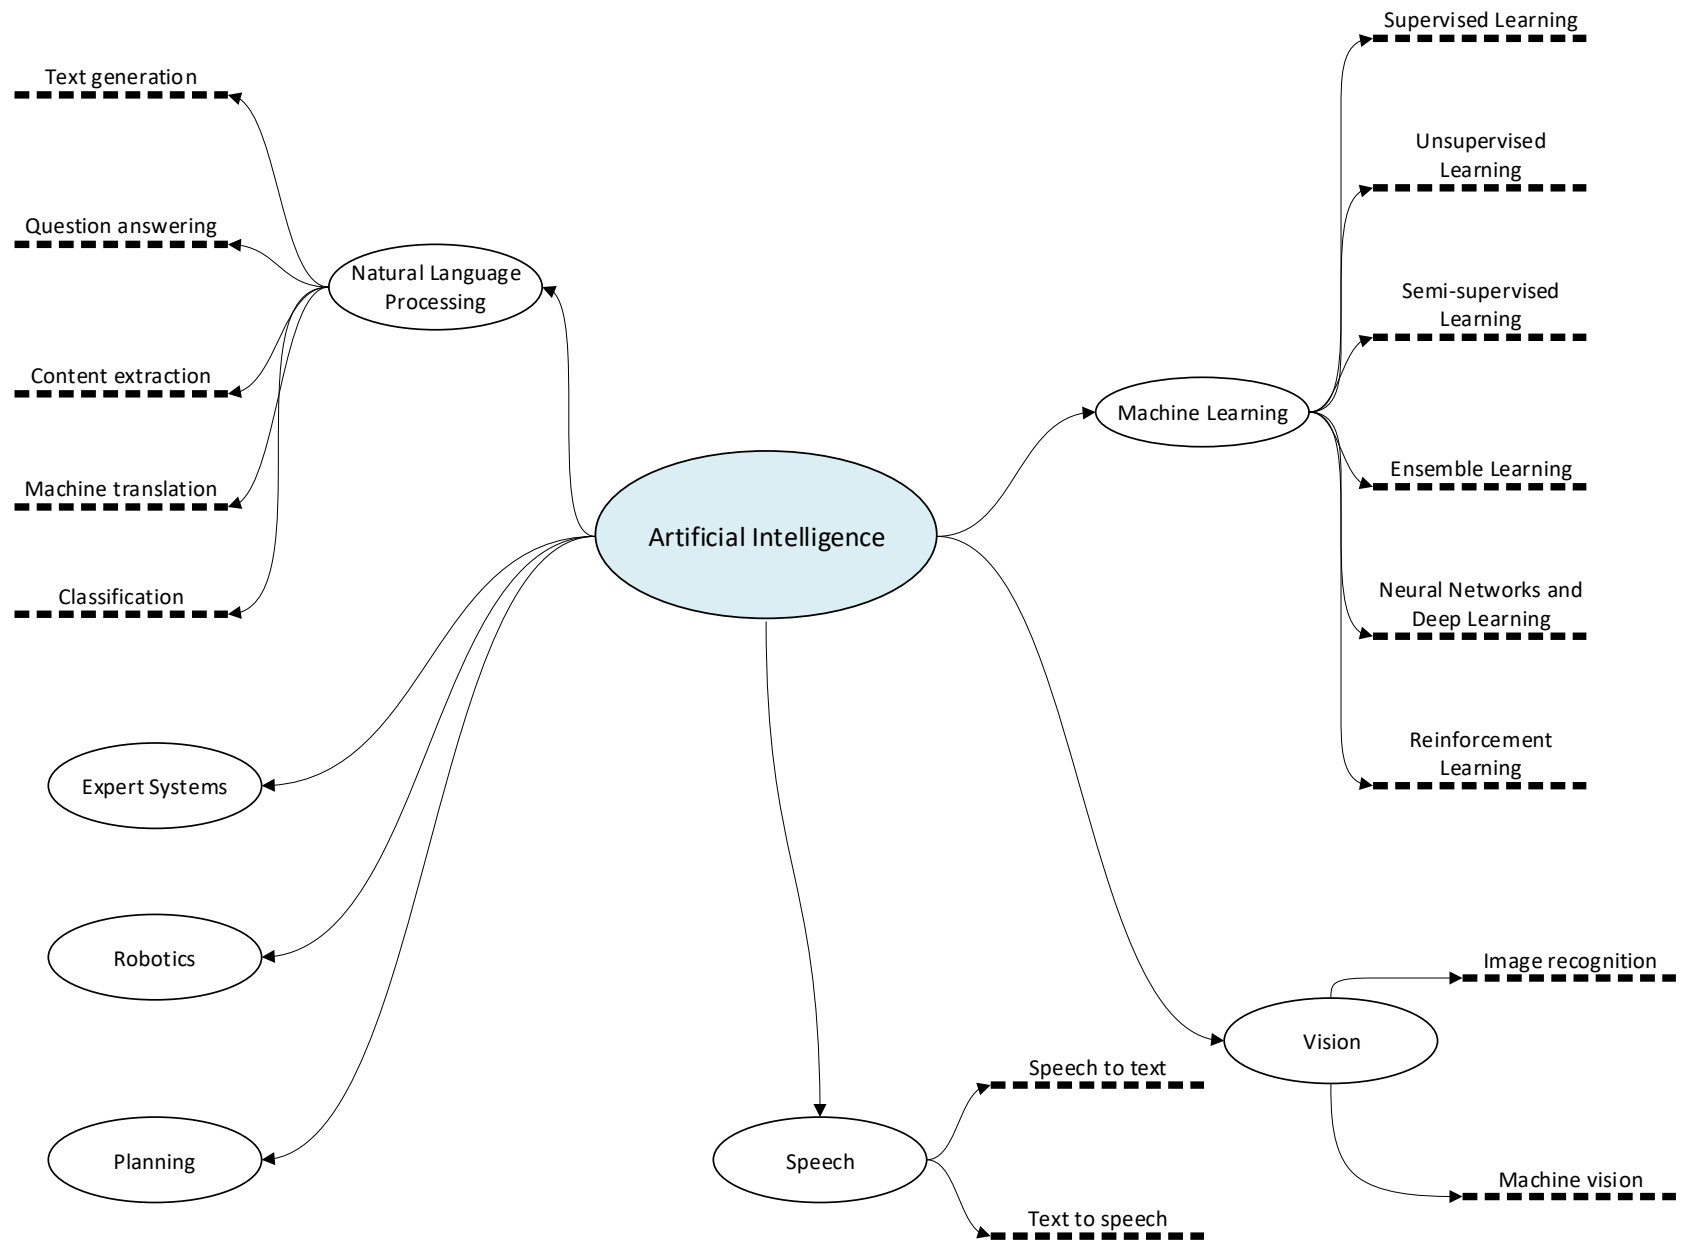 Supervised Learning
Text generation
Unsupervised
Learning
Question answering
Natural Language
Processing
Semi-supervised
Learning
Content extraction
Machine Learning
Ensemble Learning
Machine translation
Artificial Intelligence
Classification
Neural Networks and
Deep Learning
Reinforcement
Learning
Expert Systems
Robotics
Image recognition
Vision
Speech to text
Planning
Speech
Machine vision
Text to speech